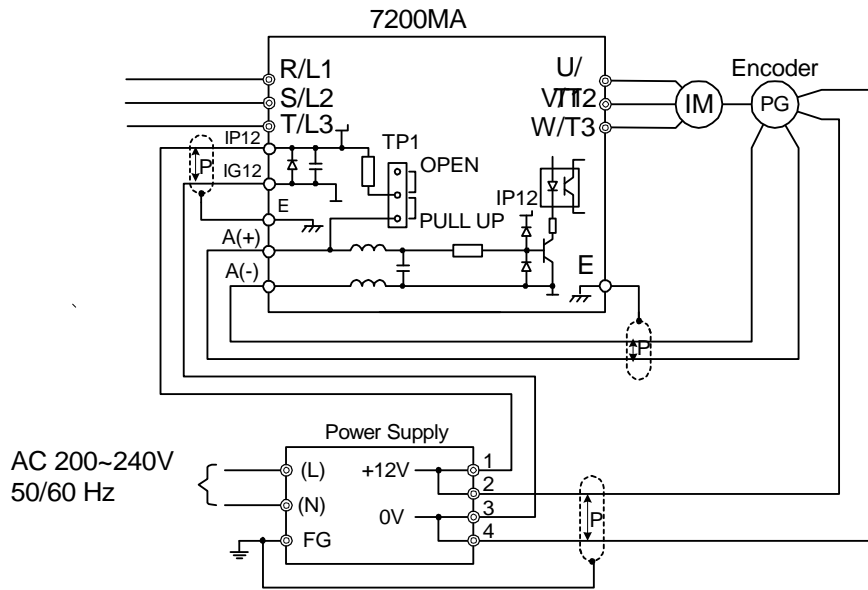 7200MA
R/L1
S/L2
T/L3
IP12
IG12
E
A(+)
A(-)
P
TP1
OPEN
PULL UP
IP12
U/
W/T3
E
IM
Encoder
PG
P
Power Supply
AC 200~240V
50/60 Hz
(L)
(N)
FG
+12V
0V
1
2
3
4
P